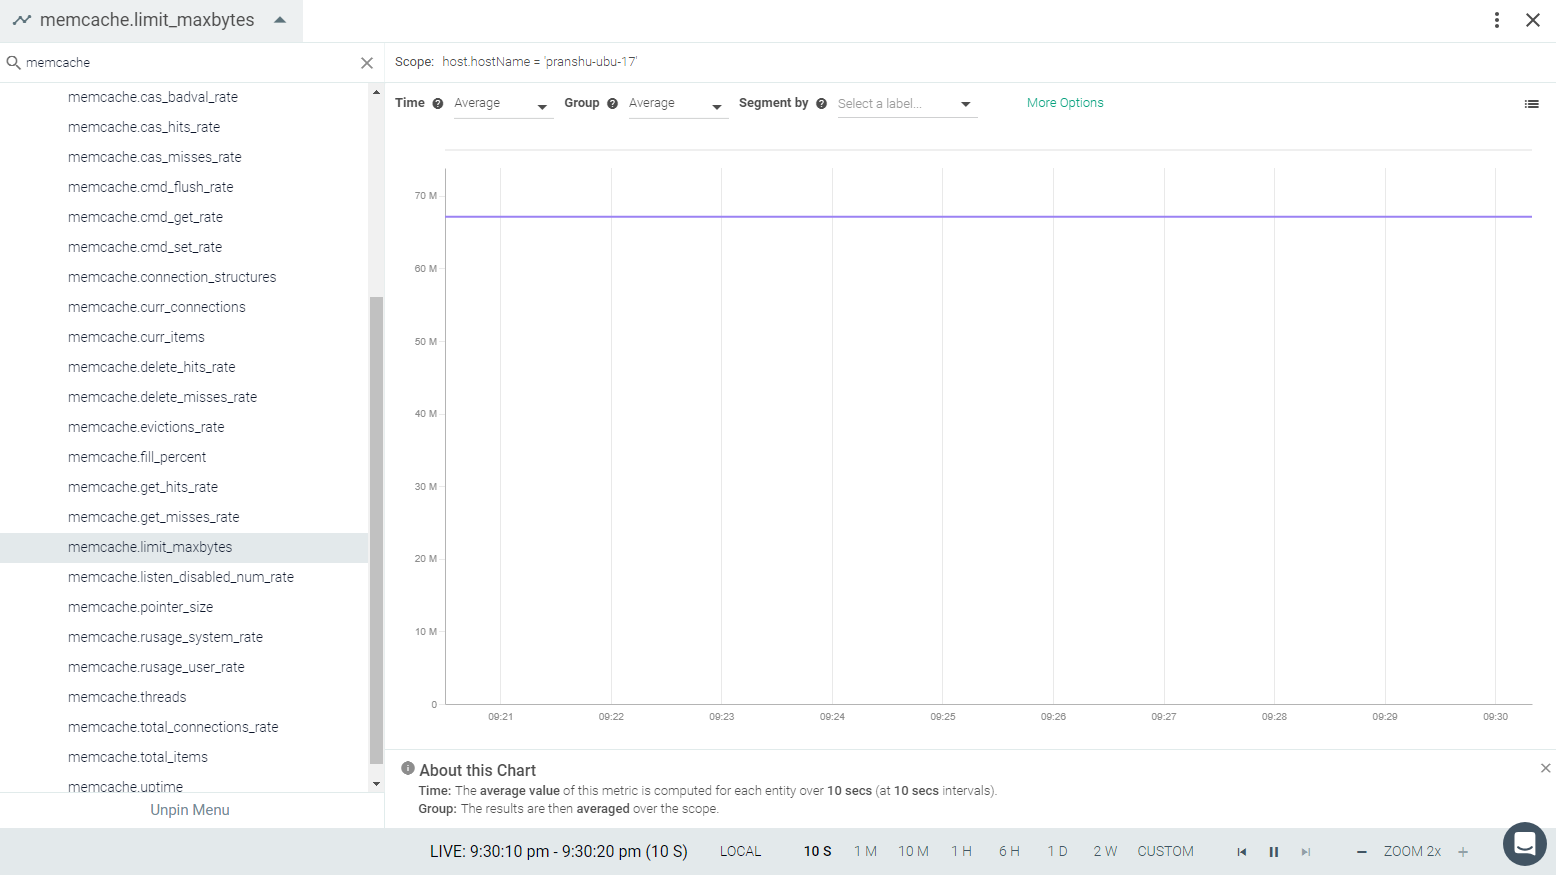 memcache.limit_maxbytes
memcache
Scope: host.hostName = 'pranshu-ubu-17'
memcache.cas_badval_rate
memcache.cas_hits_rate
memcache.cas_misses_rate
memcache.cmd_flush_rate
memcache.cmd_get_rate
memcache.cmd_set_rate
memcache.connection_structures
memcache.curr_connections
memcache.curr_items
memcache.delete_hits_rate
memcache.delete_misses_rate
memcache.evictions_rate
memcache.fill_percent
memcache.get_hits_rate
memcache.get_misses_rate
memcache.limit_maxbytes
memcache.listen_disabled_num_rate
memcache.pointer_size
memcache.rusage_system_rate
memcache.rusage_user_rate
memcache.threads
memcache.total_connections_rate
memcache.total_items
memcache.uptime
Unpin Menu
Time ? Average Group ? Average Segment by ? Select a label... More Options
70 M
60 M
50 M
40 M
30 M
20 M
10 M
0
09:21 09:22 09:23 09:24 09:25 09:26 09:27 09:28 09:29 09:30
About this Chart
Time: The average value of this metric is computed for each entity over 10 secs (at 10 secs intervals).
Group: The results are then averaged over the scope.
LIVE: 9:30:10 pm - 9:30:20 pm (10 S) LOCAL 10 S 1 M 10 M 1 H 6 H 1 D 2 W CUSTOM ZOOM 2x